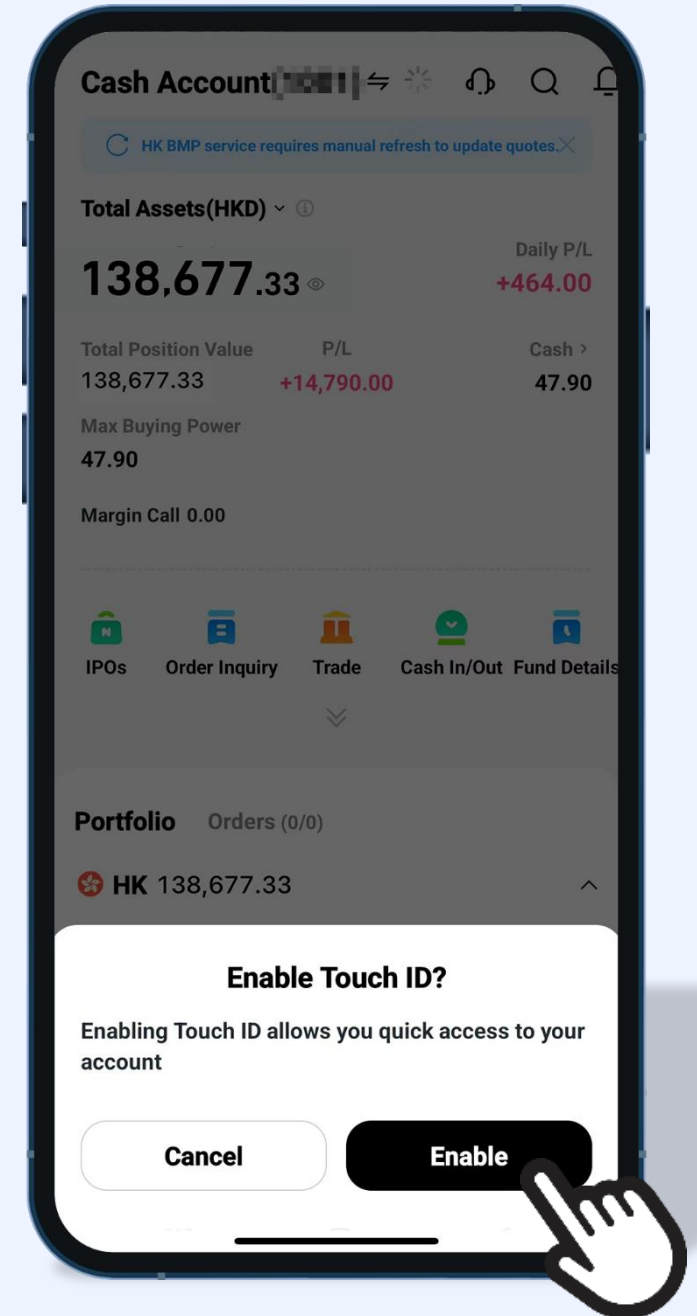 Cash Account
HK BMP service requires manual refresh to update quotes.
Total Assets(HKD)
Daily P/L
138,677.33
+464.00
Total Position Value P/L Cash
138,677.33 +14,790.00 47.90
Max Buying Power
47.90
Margin Call 0.00
IPOs Order Inquiry Trade Cash In/Out Fund Details
Portfolio Orders (0/0)
HK 138,677.33
Enable Touch ID?
Enabling Touch ID allows you quick access to your
account
Cancel Enable